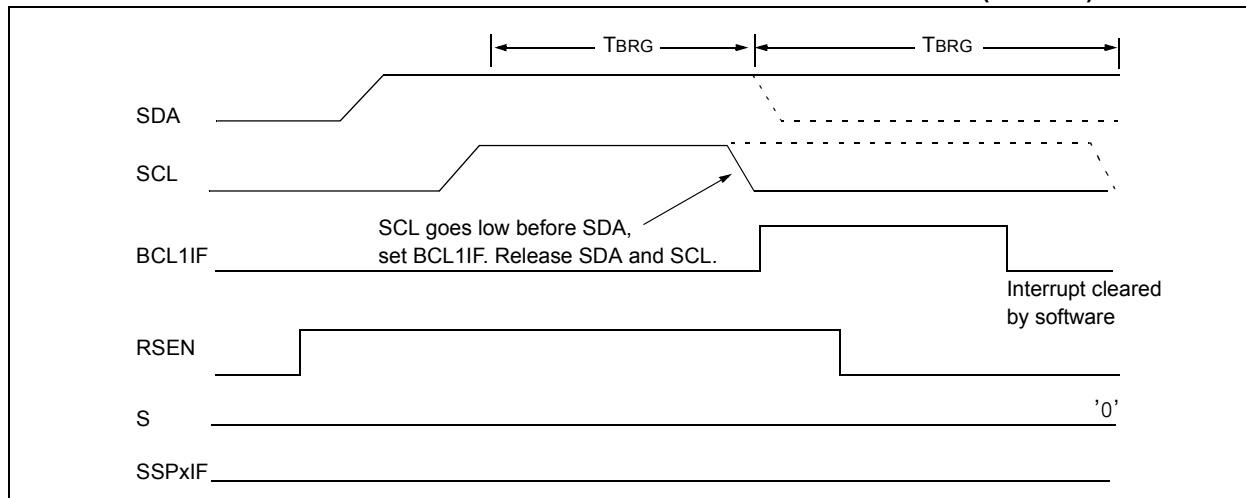 TBRG
TBRG
SDA
SCL
SCL goes low before SDA,
set BCL1IF. Release SDA and SCL.
BCL1IF
Interrupt cleared
by software
RSEN
S
'0'
SSPxIF